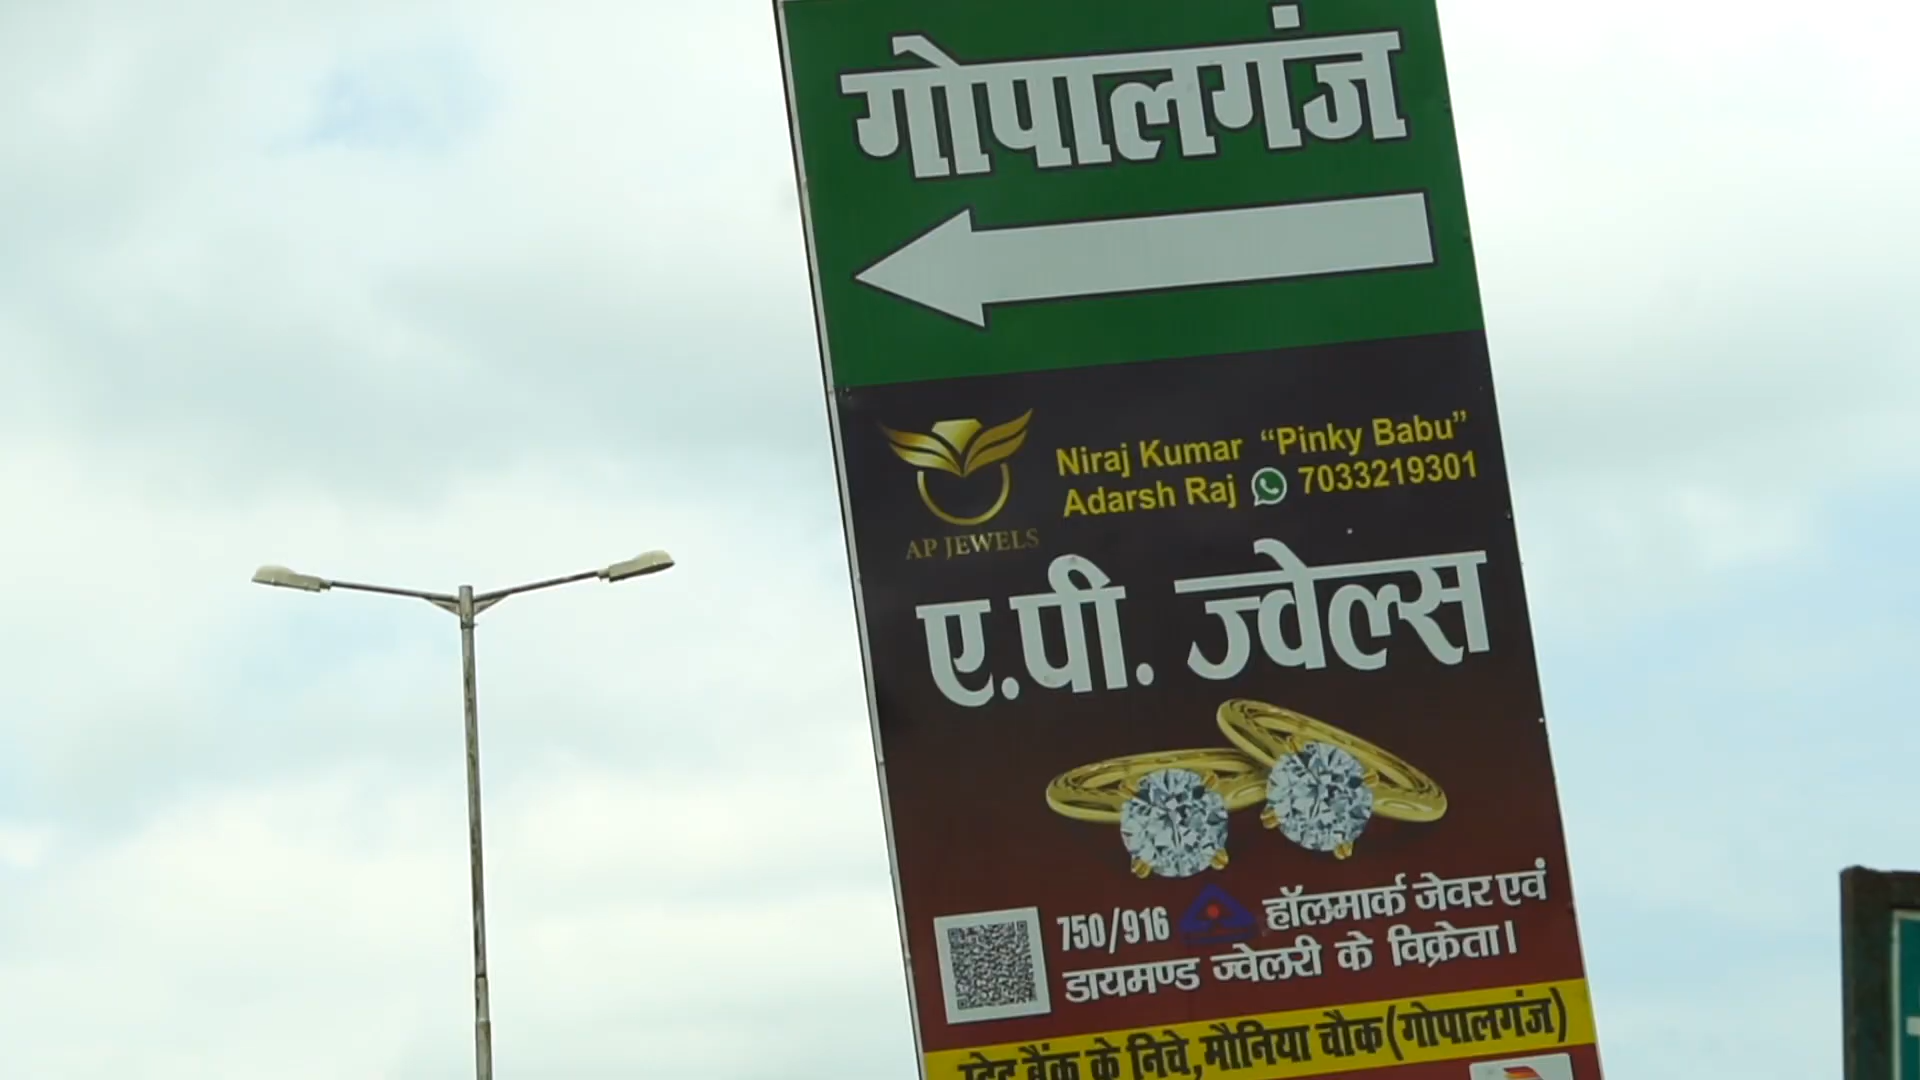 गोपालगंज
Niraj Kumar “Pinky Babu”
Adarsh Raj 7033219301
AP JEWELS
ए.पी. ज्वेल्स
750/916 हॉलमार्क जेवर एवं
डायमण्ड ज्वेलरी के विक्रेता।
स्टेट बैंक के निचे, मौनिया चौक (गोपालगंज)